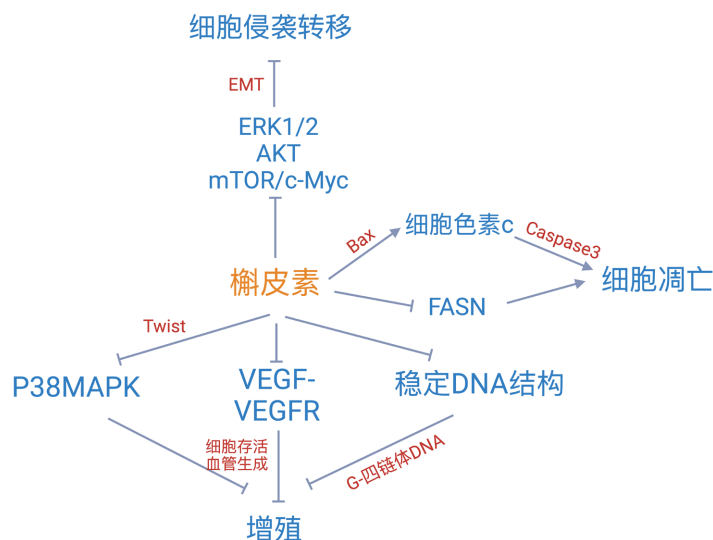 细胞侵袭转移
EMT
ERK1/2
AKT
mTOR/c-Myc
Bax
细胞色素c
Caspase3
槲皮素
细胞凋亡
FASN
Twist
P38MAPK
VEGF-
VEGFR
稳定DNA结构
细胞存活
血管生成
G-四链体DNA
增殖